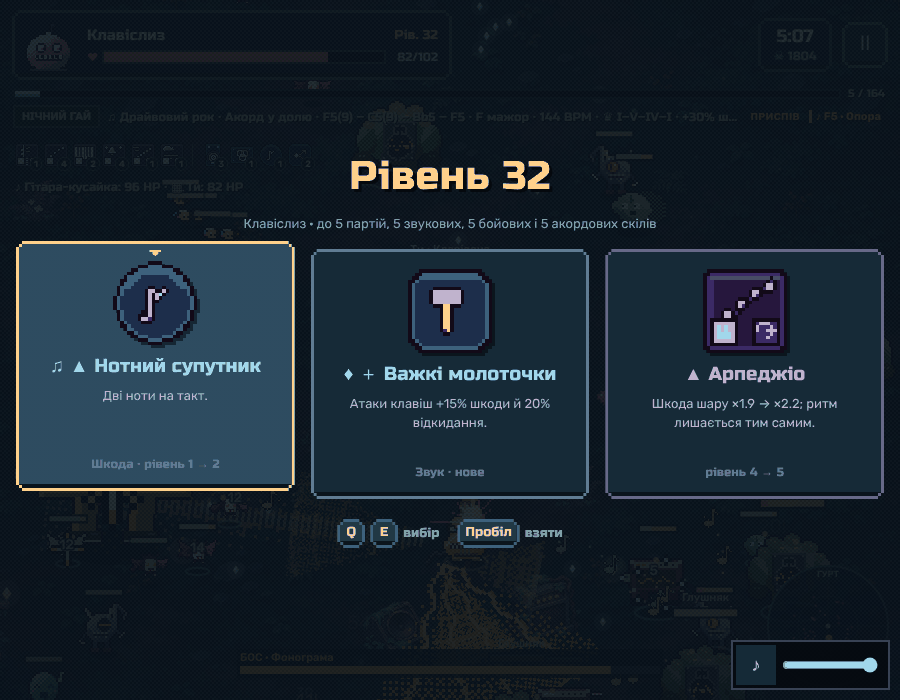 Клавіслиз
Рів. 32
82/102
5:07
1804
5 / 164
НІЧНИЙ ГАЙ
♫ Драйвовий рок · Акорд у долю · F5(9) –
– F5 · F мажор · 144 BPM ·
I–V–IV–I · +30% ш...
ПРИСПІВ
F5 · Опора
♪ Гітара-кусайка: 96 HP
82 HP
Рівень 32
Клавіслиз • до 5 партій, 5 звукових, 5 бойових і 5 акордових скілів
♫ ▲ Нотний супутник
Дві ноти на такт.
Шкода · рівень 1 → 2
♦ + Важкі молоточки
Атаки клавіш +15% шкоди й 20%
відкидання.
Звук · нове
▲ Арпеджіо
Шкода шару ×1.9 → ×2.2; ритм
лишається тим самим.
рівень 4 → 5
Q E вибір Пробіл взяти
ГУРТ
Глушняк
БОС · Фонограма
♪